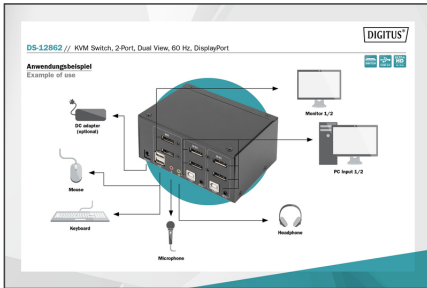 DIGITUS®
DS-12862 // KVM Switch, 2-Port, Dual View, 60 Hz, DisplayPort
Anwendungsbeispiel
Example of use
DC adapter
(optional)
Monitor 1/2
PC Input 1/2
Mouse
Keyboard
Microphone
Headphone